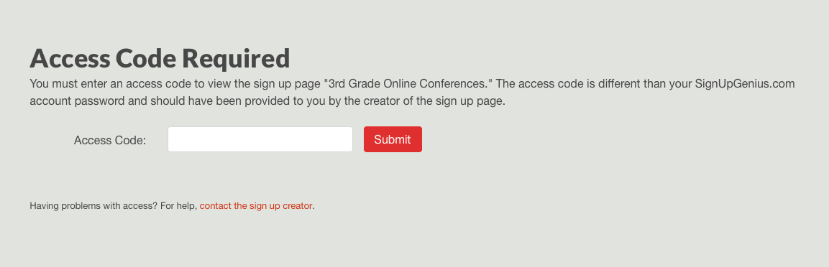 Access Code Required
You must enter an access code to view the sign up page "3rd Grade Online Conferences." The access code is different than your SignUpGenius.com
account password and should have been provided to you by the creator of the sign up page.
Access Code:
Submit
Having problems with access? For help, contact the sign up creator.